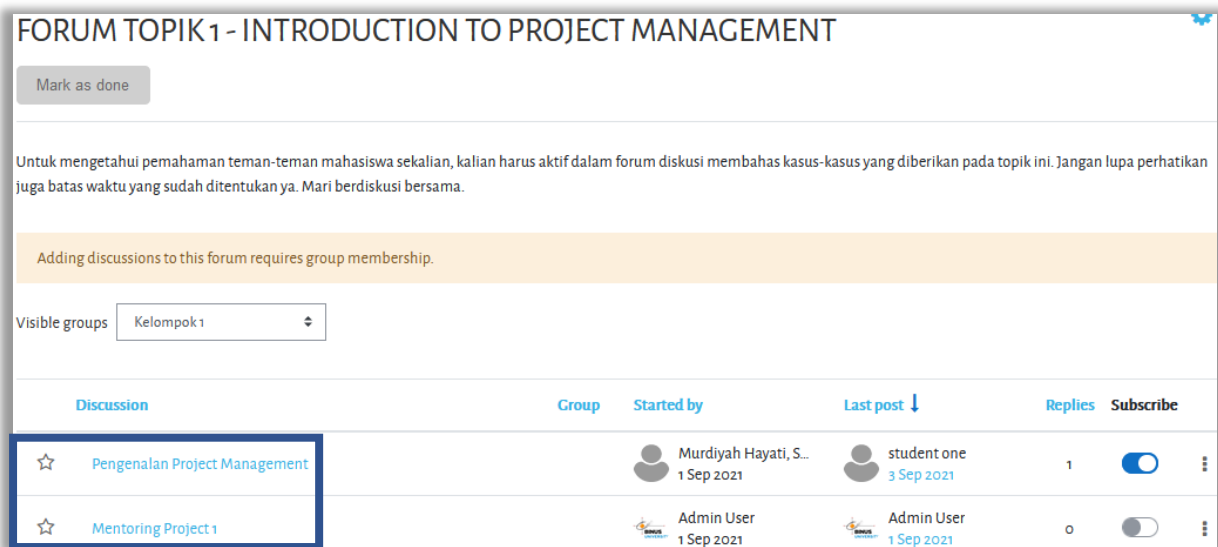 FORUM TOPIK 1 - INTRODUCTION TO PROJECT MANAGEMENT
Mark as done
Untuk mengetahui pemahaman teman-teman mahasiswa sekalian, kalian harus aktif dalam forum diskusi membahas kasus-kasus yang diberikan pada topik ini. Jangan lupa perhatikan
juga batas waktu yang sudah ditentukan ya. Mari berdiskusi bersama.
Adding discussions to this forum requires group membership.
Visible groups Kelompok 1
Discussion Group Started by Last post Replies Subscribe
Pengenalan Project Management Murdiyah Hayati, S... student one 1
1 Sep 2021 3 Sep 2021
Mentoring Project 1 Admin User Admin User 0
1 Sep 2021 1 Sep 2021
BINUS UNIVERSITY BINUS UNIVERSITY